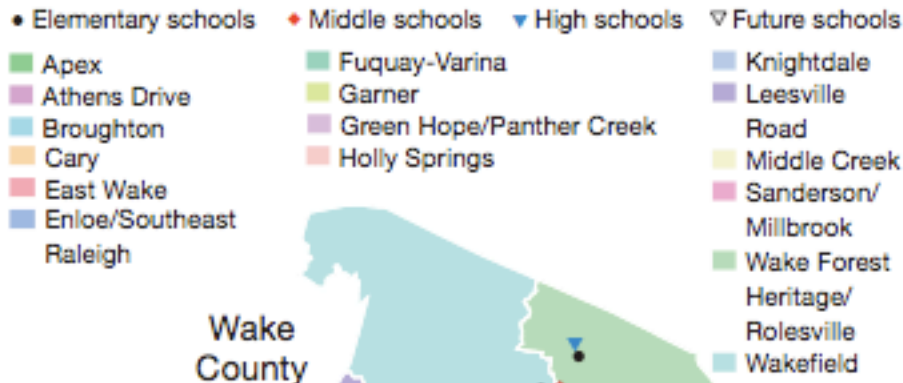 Elementary schools Middle schools High schools Future schools
Apex
Athens Drive
Broughton
Cary
East Wake
Enloe/Southeast
Raleigh
Fuquay-Varina
Garner
Green Hope/Panther Creek
Holly Springs
Knightdale
Leesville
Road
Middle Creek
Sanderson/
Millbrook
Wake Forest
Heritage/
Rolesville
Wakefield
Wake
County